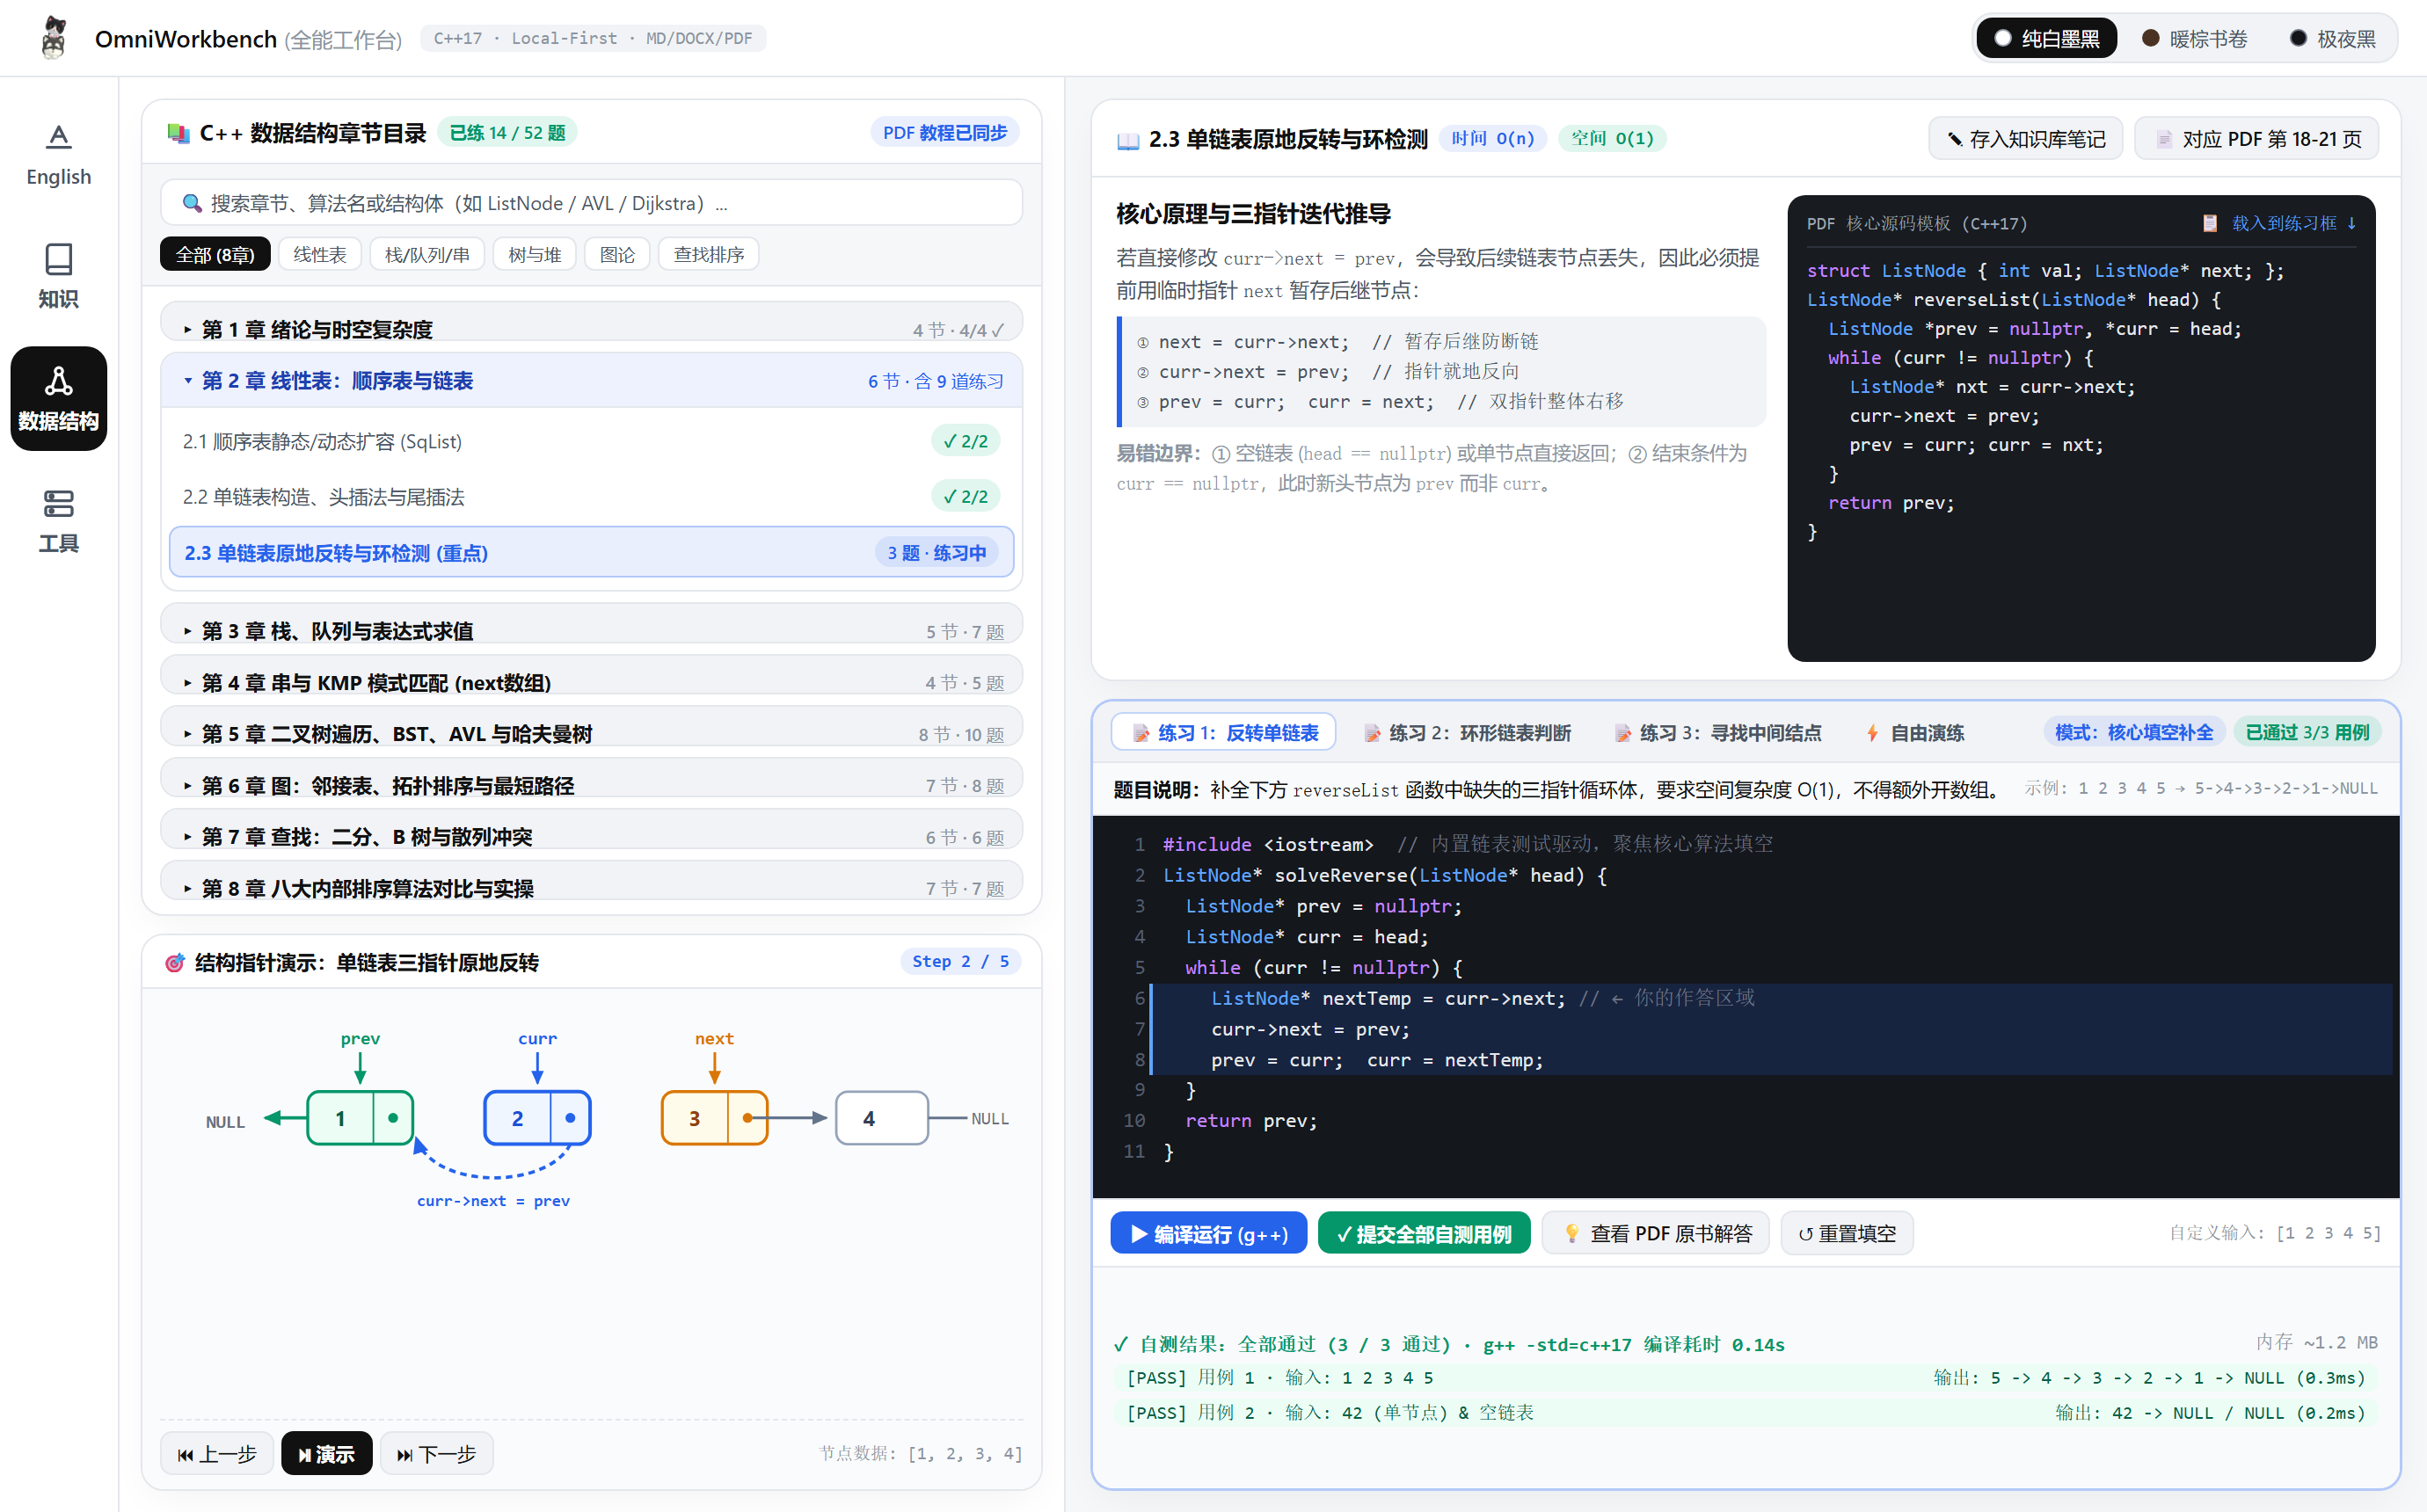 OmniWorkbench (全能工作台) C++17 · Local-First · MD/DOCX/PDF
纯白墨黑 暖棕书卷 极夜黑
English
知识
数据结构
工具
C++ 数据结构章节目录 已练 14 / 52 题 PDF 教程已同步
搜索章节、算法名或结构体（如 ListNode / AVL / Dijkstra）...
全部 (8章) 线性表 栈/队列/串 树与堆 图论 查找排序
▸ 第 1 章 绪论与时空复杂度 4 节 · 4/4 ✓
▾ 第 2 章 线性表：顺序表与链表 6 节 · 含 9 道练习
2.1 顺序表静态/动态扩容 (SqList) ✓ 2/2
2.2 单链表构造、头插法与尾插法 ✓ 2/2
2.3 单链表原地反转与环检测 (重点) 3 题 · 练习中
▸ 第 3 章 栈、队列与表达式求值 5 节 · 7 题
▸ 第 4 章 串与 KMP 模式匹配 (next数组) 4 节 · 5 题
▸ 第 5 章 二叉树遍历、BST、AVL 与哈夫曼树 8 节 · 10 题
▸ 第 6 章 图：邻接表、拓扑排序与最短路径 7 节 · 8 题
▸ 第 7 章 查找：二分、B 树与散列冲突 6 节 · 6 题
▸ 第 8 章 八大内部排序算法对比与实操 7 节 · 7 题
结构指针演示：单链表三指针原地反转 Step 2 / 5
prev curr next
NULL 1 2 3 4 NULL
curr->next = prev
⏮ 上一步 ⏯ 演示 ⏭ 下一步 节点数据: [1, 2, 3, 4]
2.3 单链表原地反转与环检测 时间 O(n) 空间 O(1) 存入知识库笔记 对应 PDF 第 18-21 页
核心原理与三指针迭代推导
若直接修改 curr->next = prev，会导致后续链表节点丢失，因此必须提
前用临时指针 next 暂存后继节点：
① next = curr->next;  // 暂存后继防断链
② curr->next = prev;  // 指针就地反向
③ prev = curr;  curr = next;  // 双指针整体右移
易错边界：① 空链表 (head == nullptr) 或单节点直接返回；② 结束条件为
curr == nullptr，此时新头节点为 prev 而非 curr。
PDF 核心源码模板 (C++17) 载入到练习框 ↓
struct ListNode { int val; ListNode* next; };
ListNode* reverseList(ListNode* head) {
  ListNode *prev = nullptr, *curr = head;
  while (curr != nullptr) {
    ListNode* nxt = curr->next;
    curr->next = prev;
    prev = curr; curr = nxt;
  }
  return prev;
}
练习 1：反转单链表 练习 2：环形链表判断 练习 3：寻找中间结点 自由演练 模式：核心填空补全 已通过 3/3 用例
题目说明：补全下方 reverseList 函数中缺失的三指针循环体，要求空间复杂度 O(1)，不得额外开数组。 示例: 1 2 3 4 5 → 5->4->3->2->1->NULL
1 #include <iostream>  // 内置链表测试驱动，聚焦核心算法填空
2 ListNode* solveReverse(ListNode* head) {
3   ListNode* prev = nullptr;
4   ListNode* curr = head;
5   while (curr != nullptr) {
6     ListNode* nextTemp = curr->next; // ← 你的作答区域
7     curr->next = prev;
8     prev = curr;  curr = nextTemp;
9   }
10   return prev;
11 }
▶ 编译运行 (g++) ✓ 提交全部自测用例 查看 PDF 原书解答 ↺ 重置填空 自定义输入: [1 2 3 4 5]
✓ 自测结果: 全部通过 (3 / 3 通过) · g++ -std=c++17 编译耗时 0.14s 内存 ~1.2 MB
[PASS] 用例 1 · 输入: 1 2 3 4 5 输出: 5 -> 4 -> 3 -> 2 -> 1 -> NULL (0.3ms)
[PASS] 用例 2 · 输入: 42 (单节点) & 空链表 输出: 42 -> NULL / NULL (0.2ms)